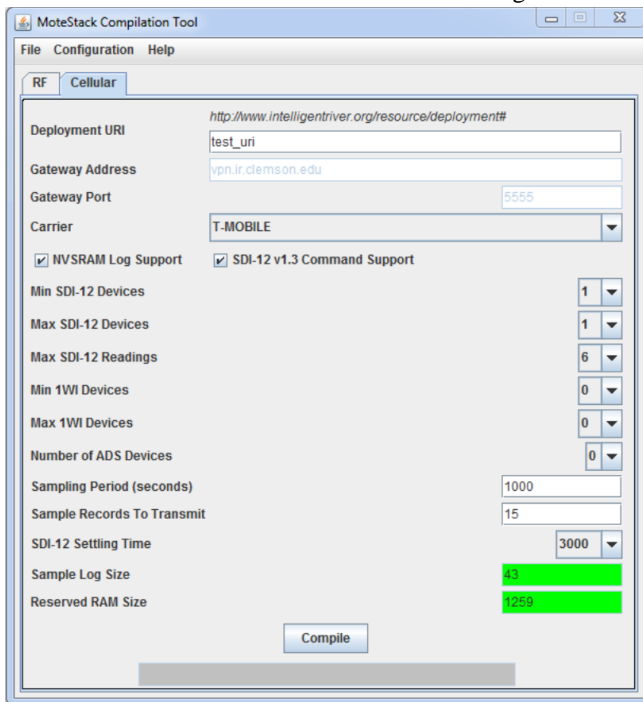 MoteStack Compilation Tool
File Configuration Help
RF Cellular
http://www.intelligentriver.org/resource/deployment#
Deployment URI
test_uri
Gateway Address vpn.ir.clemson.edu
Gateway Port 5555
Carrier T-MOBILE
NVSRAM Log Support SDI-12 v1.3 Command Support
Min SDI-12 Devices 1
Max SDI-12 Devices 1
Max SDI-12 Readings 6
Min 1WI Devices 0
Max 1WI Devices 0
Number of ADS Devices 0
Sampling Period (seconds) 1000
Sample Records To Transmit 15
SDI-12 Settling Time 3000
Sample Log Size 43
Reserved RAM Size 1259
Compile